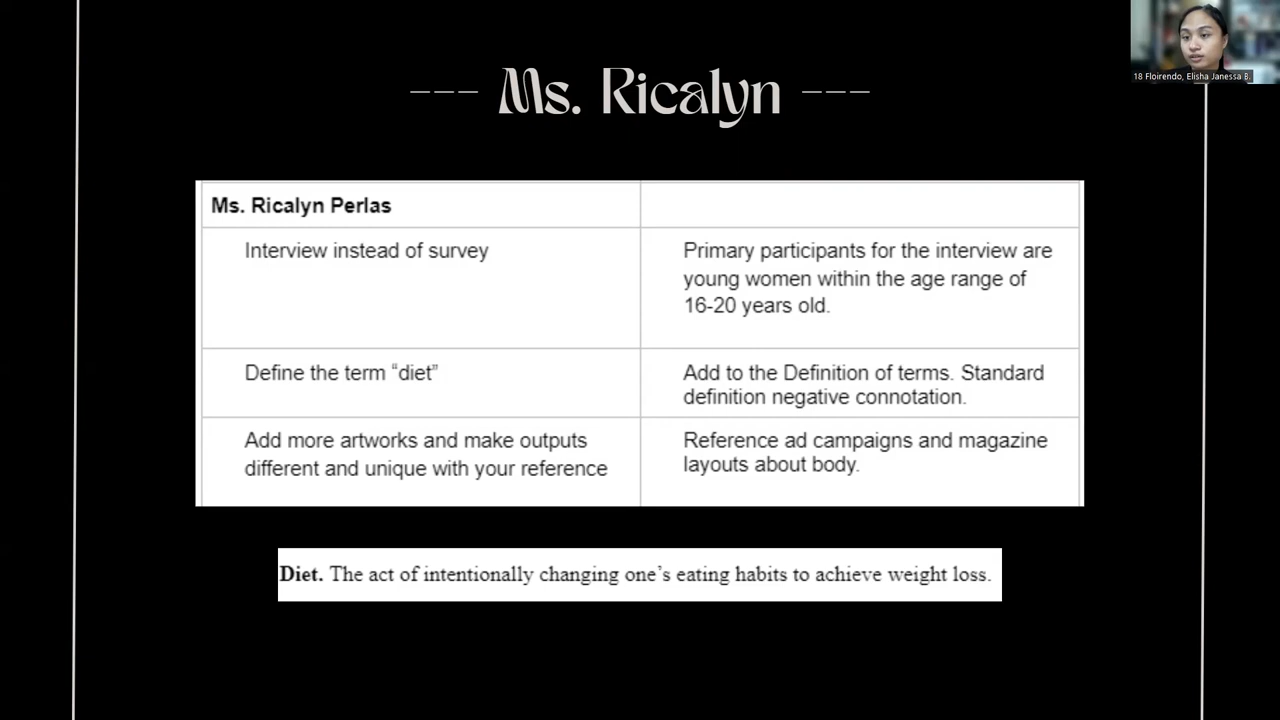 18 Floirendo, Elisha Janessa B.
Ms. Ricalyn
Ms. Ricalyn Perlas
Interview instead of survey
Primary participants for the interview are
young women within the age range of
16-20 years old.
Define the term “diet”
Add to the Definition of terms. Standard
definition negative connotation.
Add more artworks and make outputs
different and unique with your reference
Reference ad campaigns and magazine
layouts about body.
Diet. The act of intentionally changing one’s eating habits to achieve weight loss.